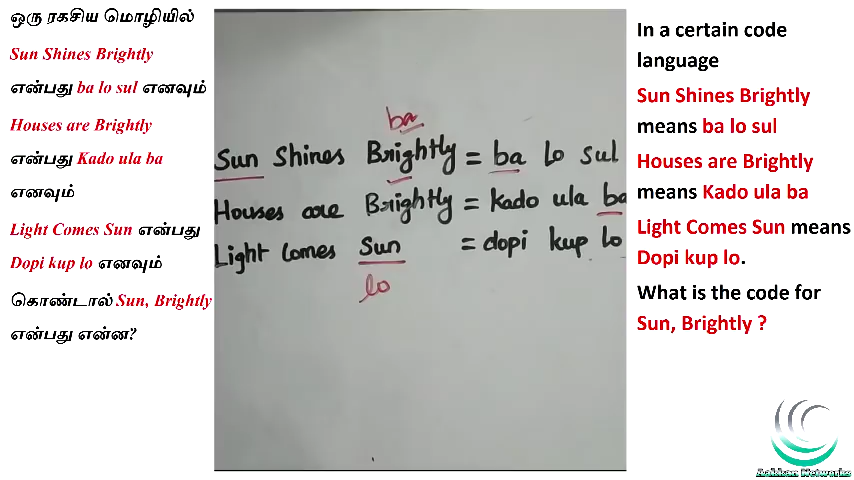 ஒரு ரகசிய மொழியில்
Sun Shines Brightly
என்பது ba lo sul எனவும்
Houses are Brightly
என்பது Kado ula ba
எனவும்
Light Comes Sun என்பது
Dopi kup lo எனவும்
கொண்டால் Sun, Brightly
என்பது என்ன?
ba
Sun Shines Brightly = ba lo sul
Houses are Brightly = kado ula ba
Light Comes Sun = dopi kup lo
lo
In a certain code
language
Sun Shines Brightly
means ba lo sul
Houses are Brightly
means Kado ula ba
Light Comes Sun means
Dopi kup lo.
What is the code for
Sun, Brightly ?
Aakkan Networks